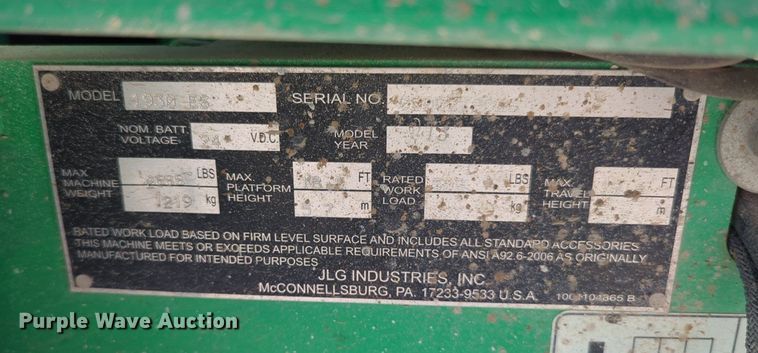 MODEL SERIAL NO.
NOM. BATT. VOLTAGE: 24 V.D.C. MODEL YEAR
MAX. MACHINE WEIGHT LBS MAX. PLATFORM HEIGHT FT RATED WORK LOAD LBS MAX. TRAVEL HEIGHT FT
1219 kg m kg m
RATED WORK LOAD BASED ON FIRM LEVEL SURFACE AND INCLUDES ALL STANDARD ACCESSORIES
THIS MACHINE MEETS OR EXCEEDS APPLICABLE REQUIREMENTS OF ANSI A92.6-2006 AS ORIGINALLY
MANUFACTURED FOR INTENDED PURPOSES
JLG INDUSTRIES, INC.
McCONNELLSBURG, PA. 17233-9533 U.S.A.
Purple Wave Auction